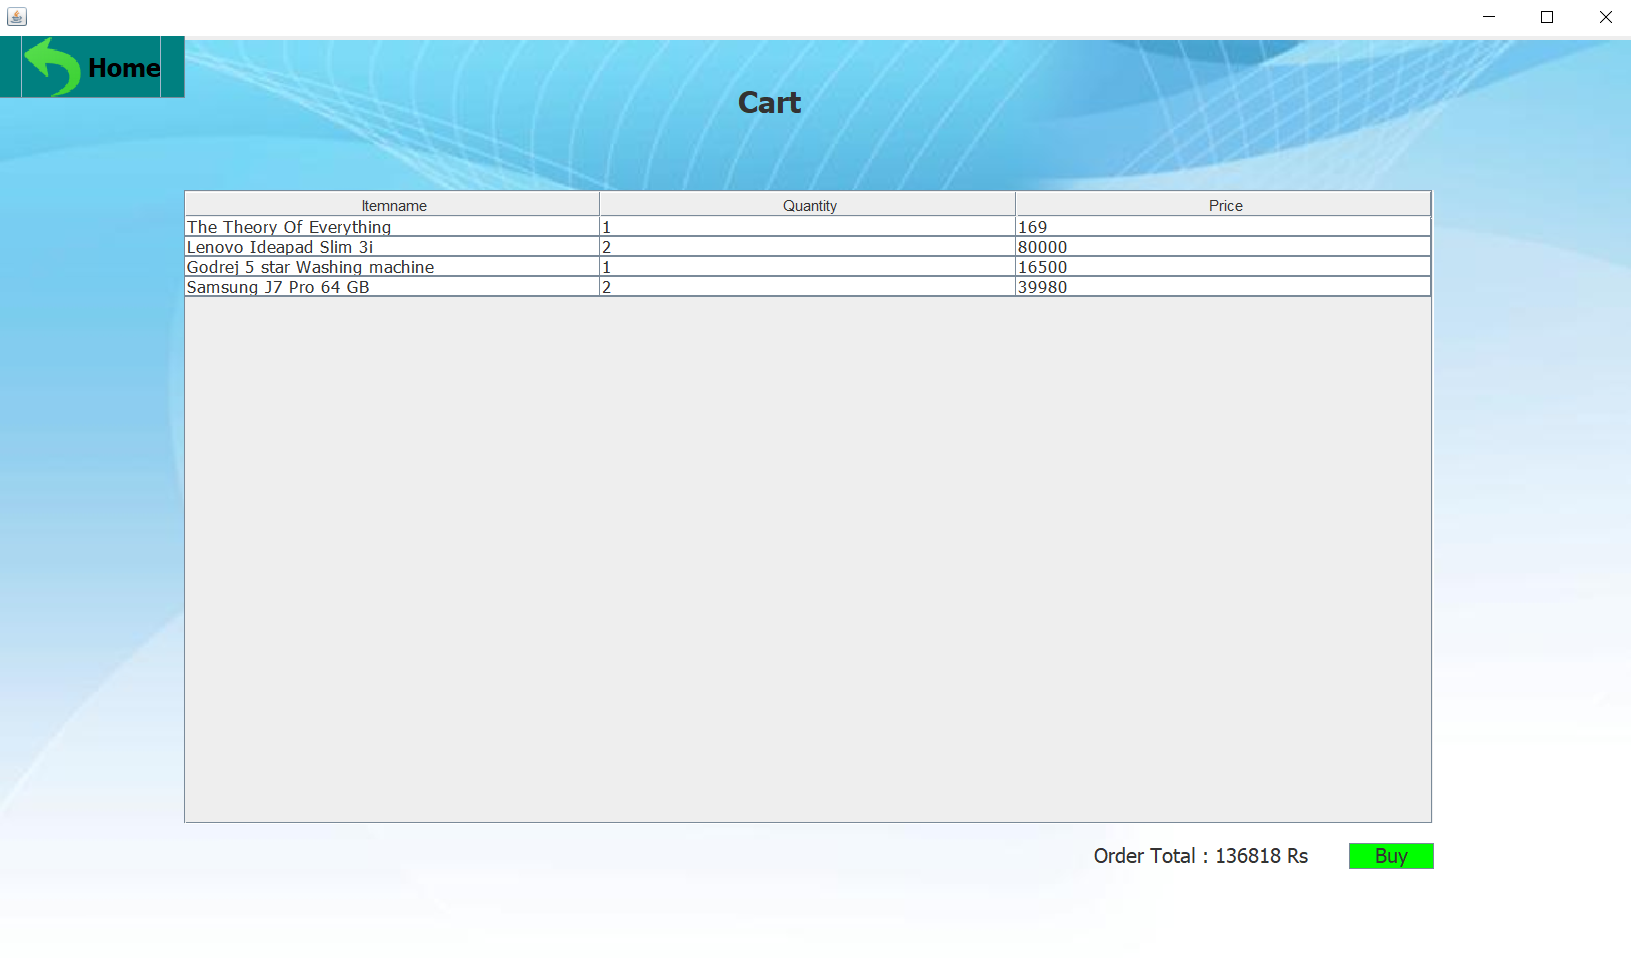 Home
Cart
Itemname Quantity Price
The Theory Of Everything 1 169
Lenovo Ideapad Slim 3i 2 80000
Godrej 5 star Washing machine 1 16500
Samsung J7 Pro 64 GB 2 39980
Order Total : 136818 Rs Buy